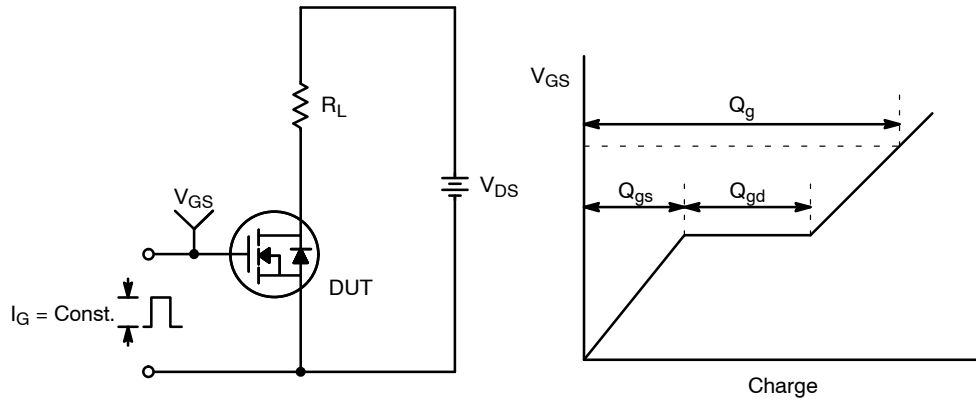 R_L
V_GS
V_DS
DUT
I_G = Const.
V_GS
Q_g
Q_gs
Q_gd
Charge